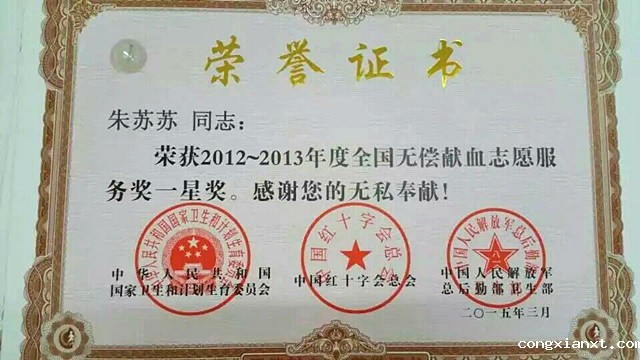 荣誉证书
朱苏苏 同志：
荣获2012~2013年度全国无偿献血志愿服
务奖一星奖。感谢您的无私奉献！
中华人民共和国
国家卫生和计划生育委员会
中国红十字会总会
中国人民解放军
总后勤部卫生部
二〇一五年三月
congxianxt.com